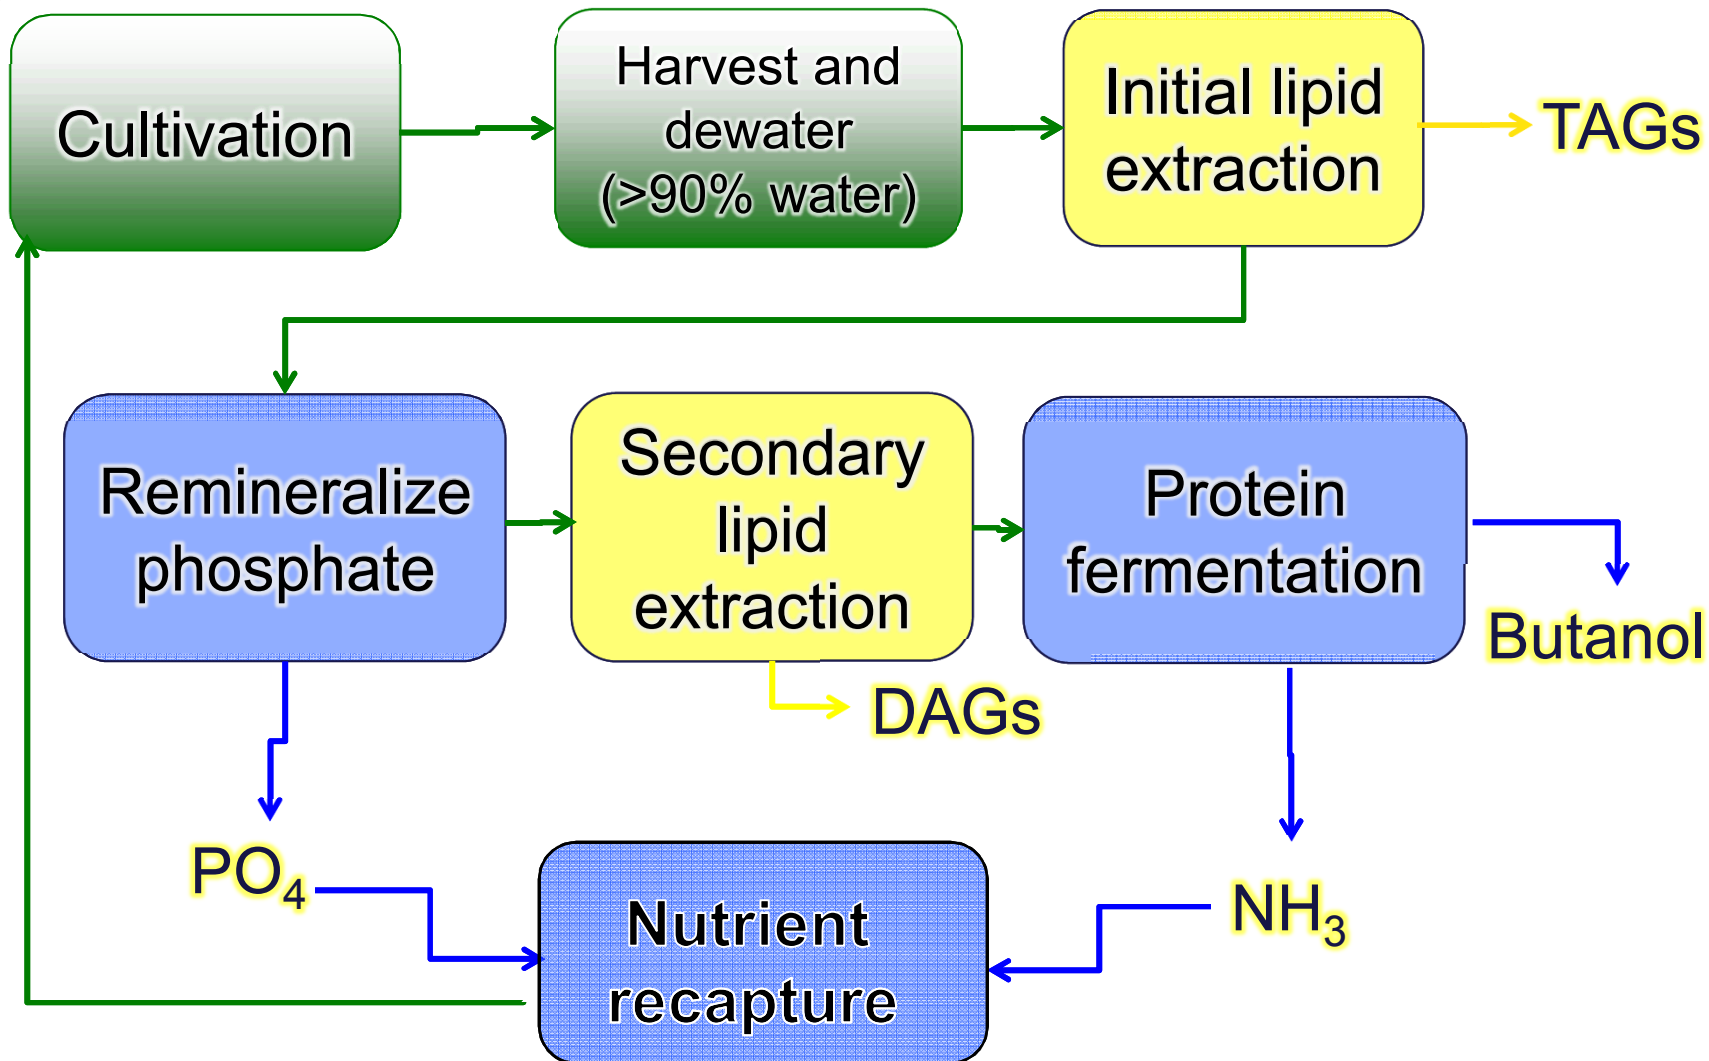 Cultivation
Harvest and
dewater
(>90% water)
Initial lipid
extraction
TAGs
Remineralize
phosphate
Secondary
lipid
extraction
Protein
fermentation
Butanol
DAGs
PO₄
Nutrient
recapture
NH₃